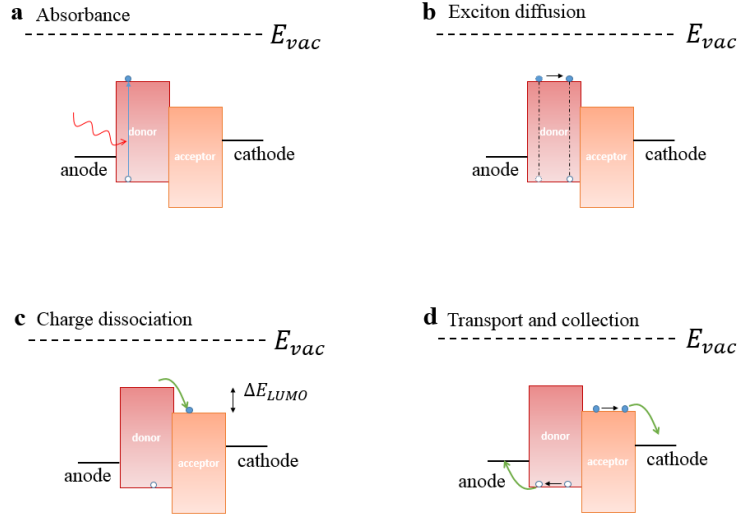 a Absorbance
E_vac
donor
acceptor
anode
cathode
b Exciton diffusion
E_vac
donor
acceptor
anode
cathode
c Charge dissociation
E_vac
ΔE_LUMO
donor
acceptor
anode
cathode
d Transport and collection
E_vac
donor
acceptor
anode
cathode